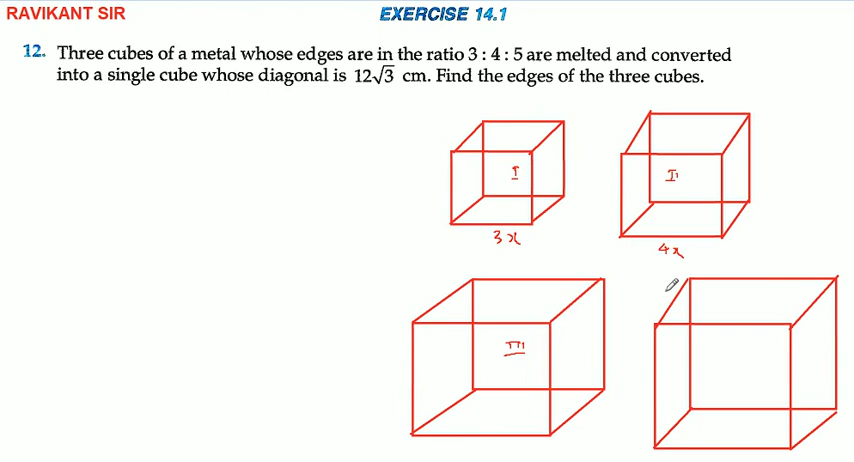 RAVIKANT SIR
EXERCISE 14.1
12. Three cubes of a metal whose edges are in the ratio 3 : 4 : 5 are melted and converted
into a single cube whose diagonal is 12√3 cm. Find the edges of the three cubes.
I
II
3x
4x
III